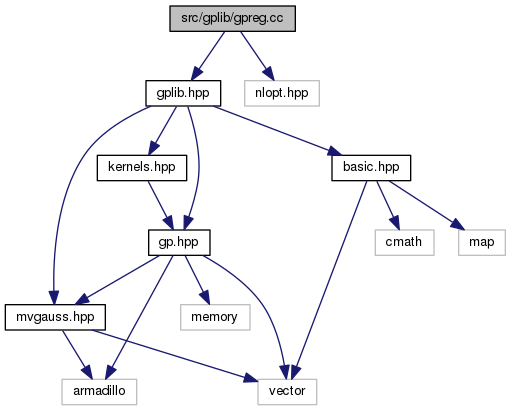 src/gplib/gpreg.cc
gplib.hpp
nlopt.hpp
kernels.hpp
basic.hpp
gp.hpp
cmath
map
mvgauss.hpp
memory
armadillo
vector